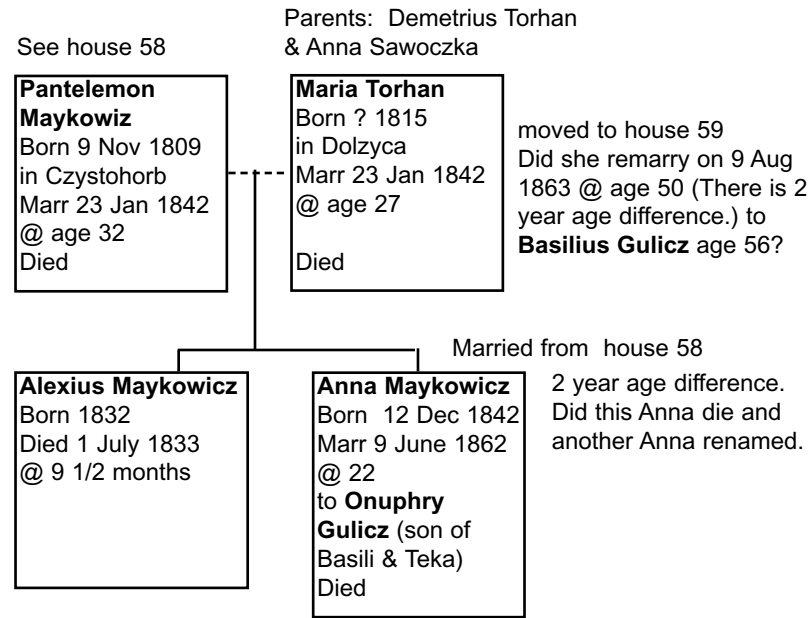 See house 58
Parents: Demetrius Torhan
& Anna Sawoczka
Pantelemon
Maykowiz
Born 9 Nov 1809
in Czystohorb
Marr 23 Jan 1842
@ age 32
Died
Maria Torhan
Born ? 1815
in Dolzyca
Marr 23 Jan 1842
@ age 27
Died
moved to house 59
Did she remarry on 9 Aug
1863 @ age 50 (There is 2
year age difference.) to
Basilius Gulicz age 56?
Married from house 58
Alexius Maykowicz
Born 1832
Died 1 July 1833
@ 9 1/2 months
Anna Maykowicz
Born 12 Dec 1842
Marr 9 June 1862
@ 22
to Onuphry
Gulicz (son of
Basili & Teka)
Died
2 year age difference.
Did this Anna die and
another Anna renamed.